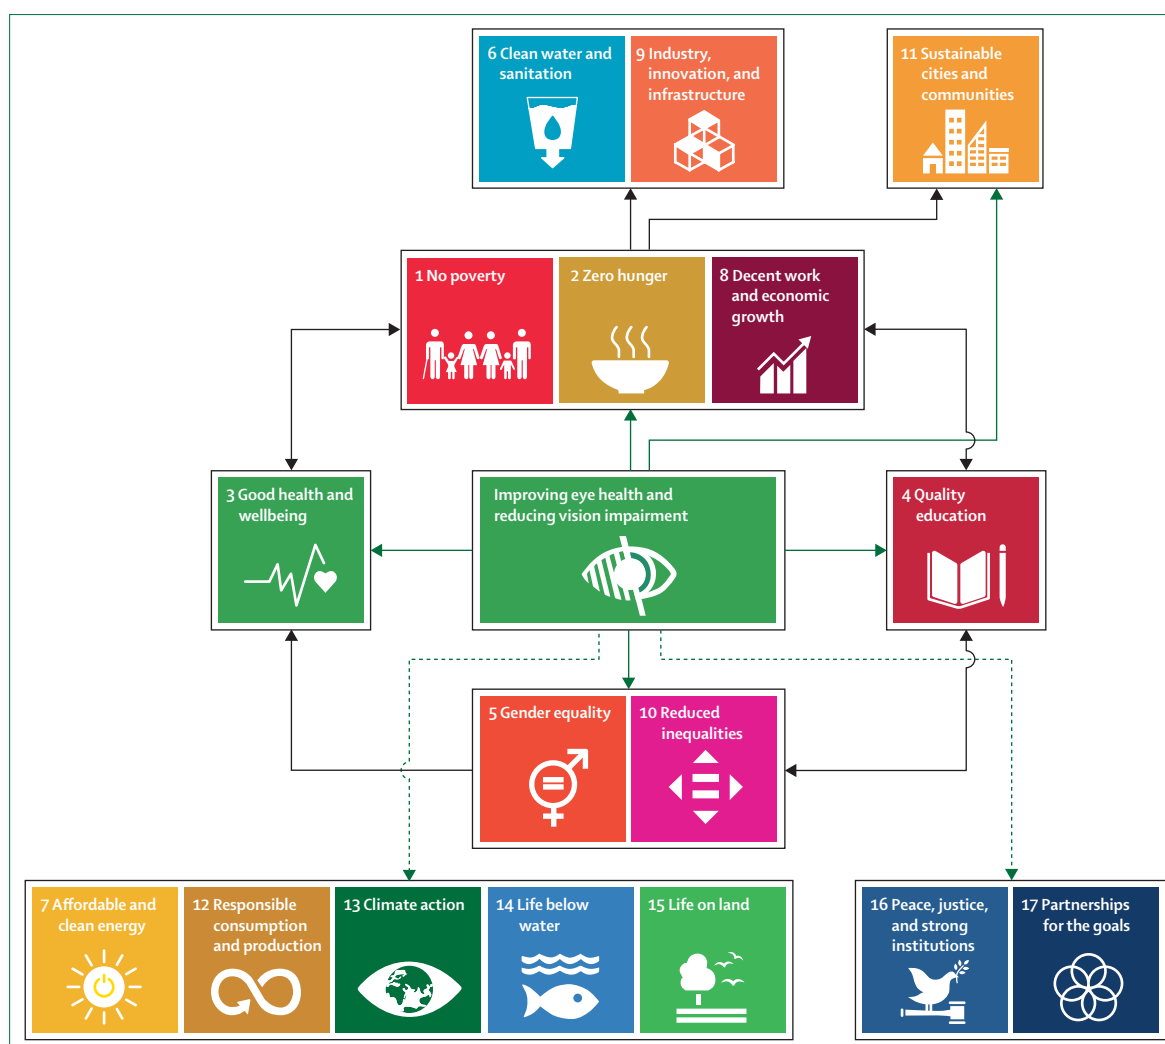 6 Clean water and
sanitation
9 Industry,
innovation, and
infrastructure
11 Sustainable
cities and
communities
1 No poverty
2 Zero hunger
8 Decent work
and economic
growth
3 Good health and
wellbeing
Improving eye health and
reducing vision impairment
4 Quality
education
5 Gender equality
10 Reduced
inequalities
7 Affordable and
clean energy
12 Responsible
consumption
and production
13 Climate action
14 Life below
water
15 Life on land
16 Peace, justice,
and strong
institutions
17 Partnerships
for the goals